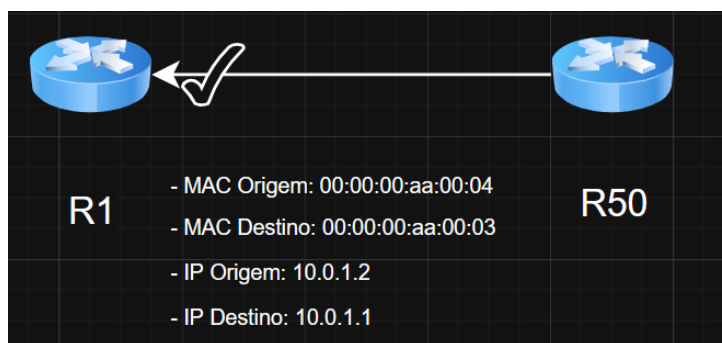 R1
R50
- MAC Origem: 00:00:00:aa:00:04
- MAC Destino: 00:00:00:aa:00:03
- IP Origem: 10.0.1.2
- IP Destino: 10.0.1.1